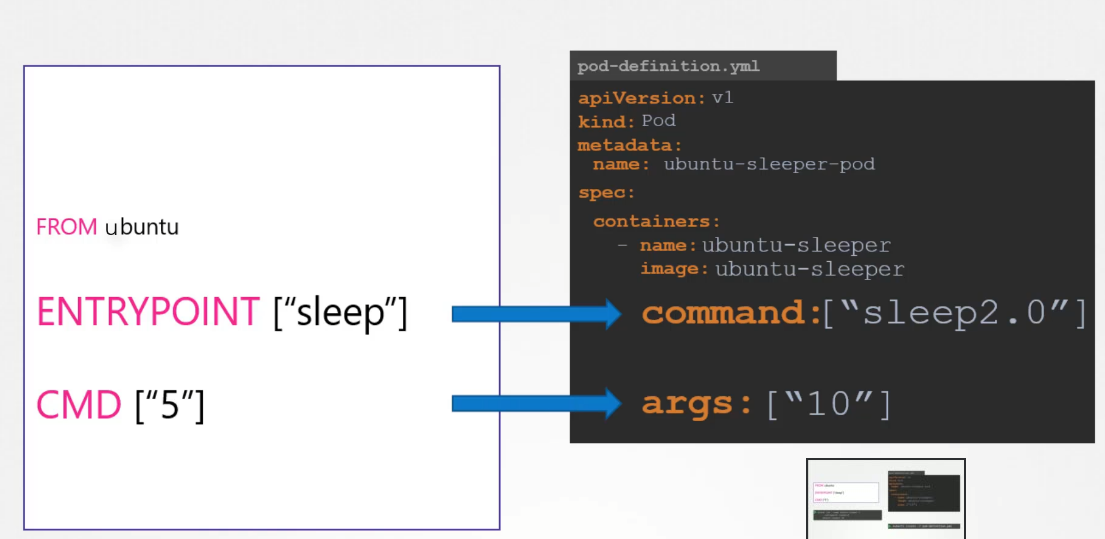 FROM ubuntu
ENTRYPOINT [“sleep”]
CMD [“5”]
pod-definition.yml
apiVersion: v1
kind: Pod
metadata:
name: ubuntu-sleeper-pod
spec:
containers:
- name: ubuntu-sleeper
image: ubuntu-sleeper
command:[“sleep2.0”]
args: [“10”]